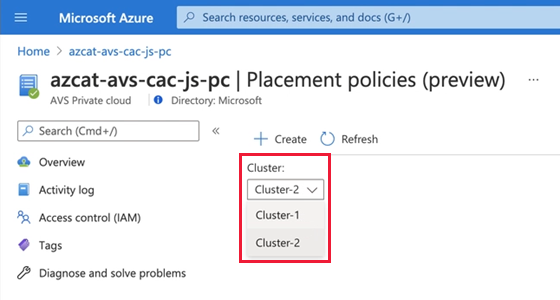 Microsoft Azure
Search resources, services, and docs (G+/)
Home > azcat-avs-cac-js-pc
azcat-avs-cac-js-pc | Placement policies (preview) ...
AVS Private cloud
Directory: Microsoft
Search (Cmd+/)
«
+ Create
Refresh
Overview
Activity log
Access control (IAM)
Tags
Diagnose and solve problems
Cluster:
Cluster-2
Cluster-1
Cluster-2